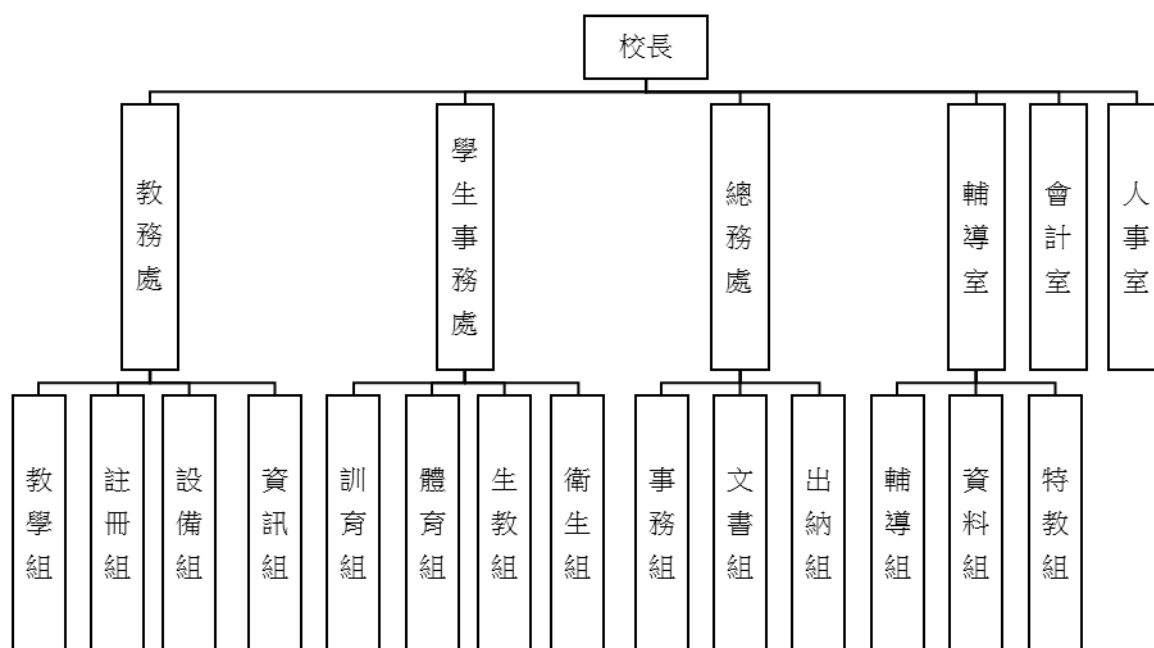 校長
教務處
學生事務處
總務處
輔導室
會計室
人事室
教學組
註冊組
設備組
資訊組
訓育組
體育組
生教組
衛生組
事務組
文書組
出納組
輔導組
資料組
特教組